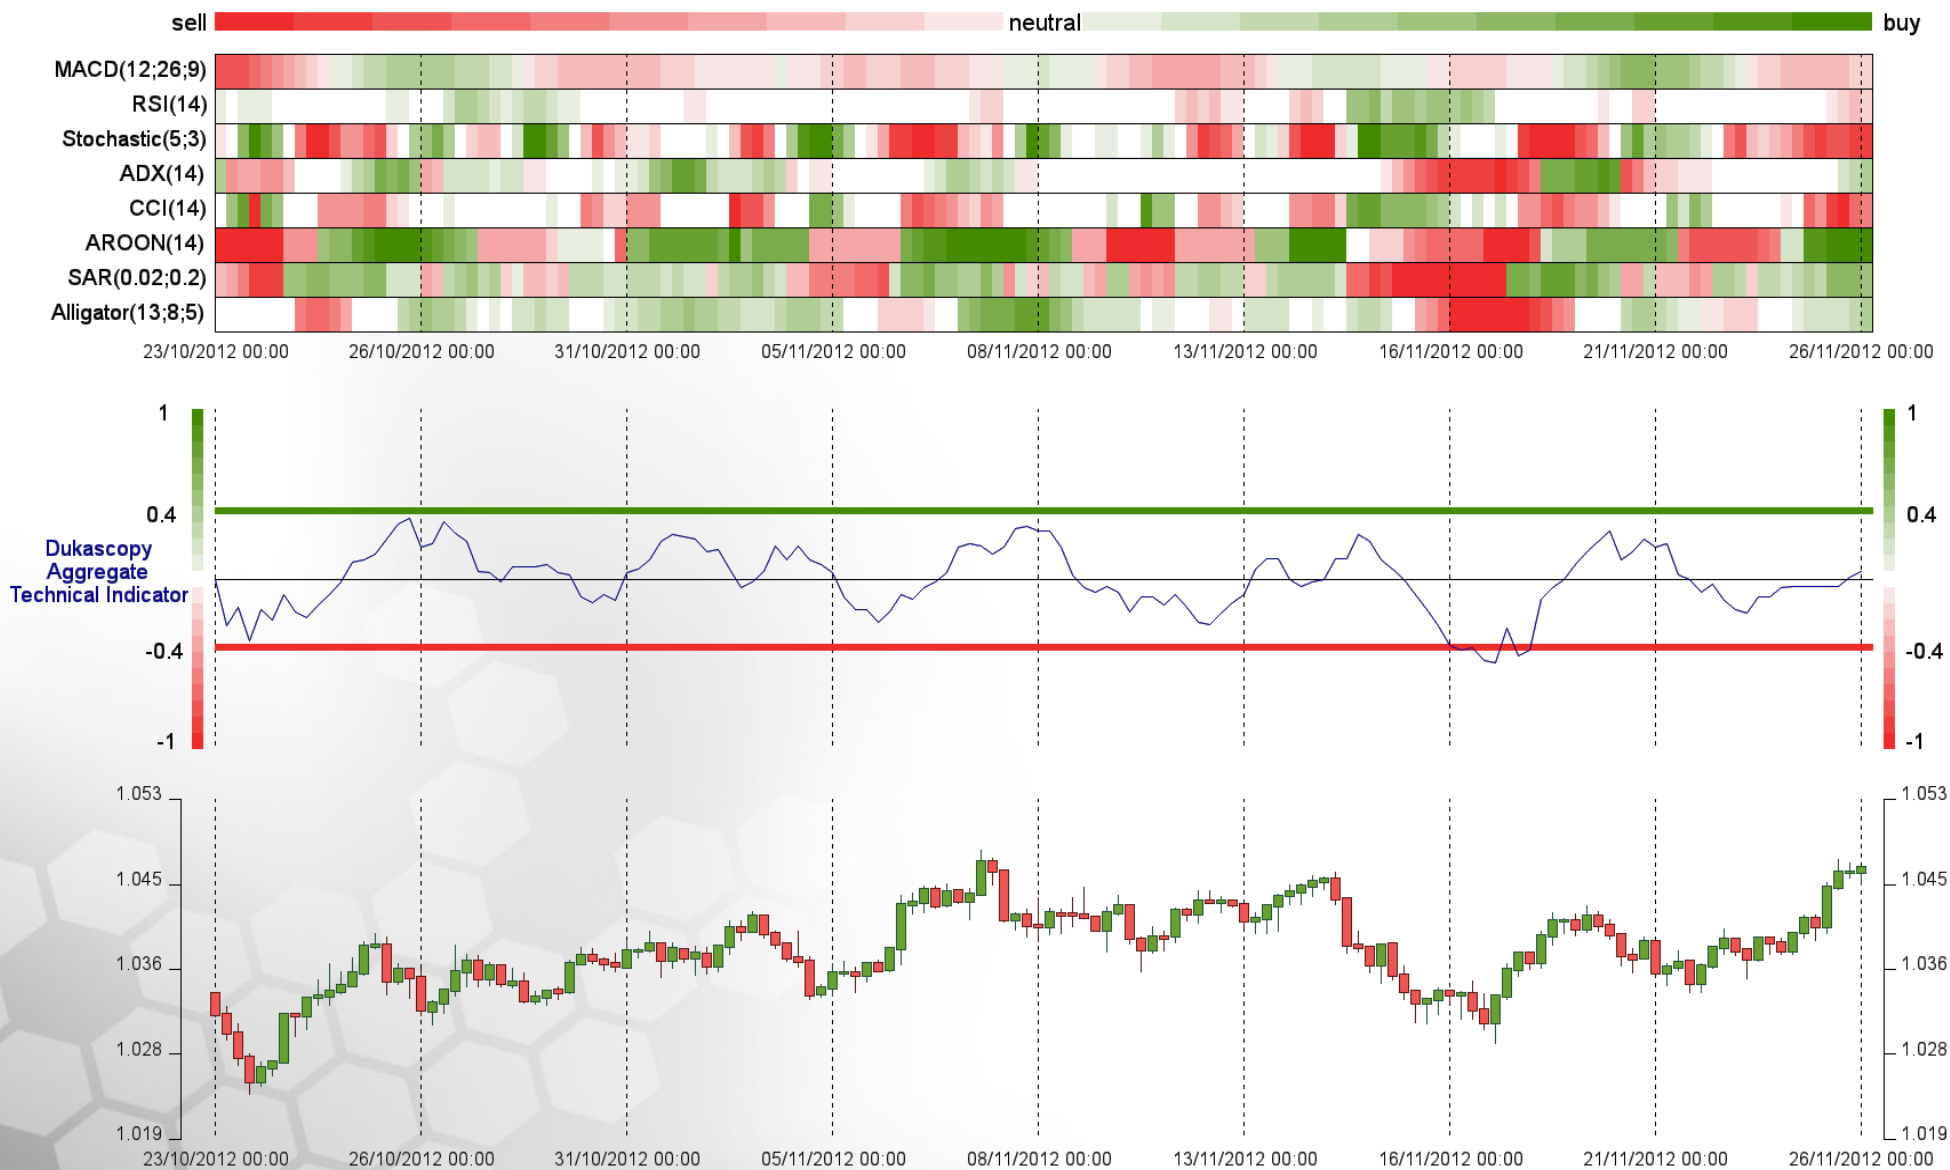 sell neutral buy
MACD(12;26;9)
RSI(14)
Stochastic(5;3)
ADX(14)
CCI(14)
AROON(14)
SAR(0.02;0.2)
Alligator(13;8;5)
23/10/2012 00:00 26/10/2012 00:00 31/10/2012 00:00 05/11/2012 00:00 08/11/2012 00:00 13/11/2012 00:00 16/11/2012 00:00 21/11/2012 00:00 26/11/2012 00:00
1 1
0.4 0.4
Dukascopy
Aggregate
Technical Indicator
-0.4 -0.4
-1 -1
1.053 1.053
1.045 1.045
1.036 1.036
1.028 1.028
1.019 1.019
23/10/2012 00:00 26/10/2012 00:00 31/10/2012 00:00 05/11/2012 00:00 08/11/2012 00:00 13/11/2012 00:00 16/11/2012 00:00 21/11/2012 00:00 26/11/2012 00:00